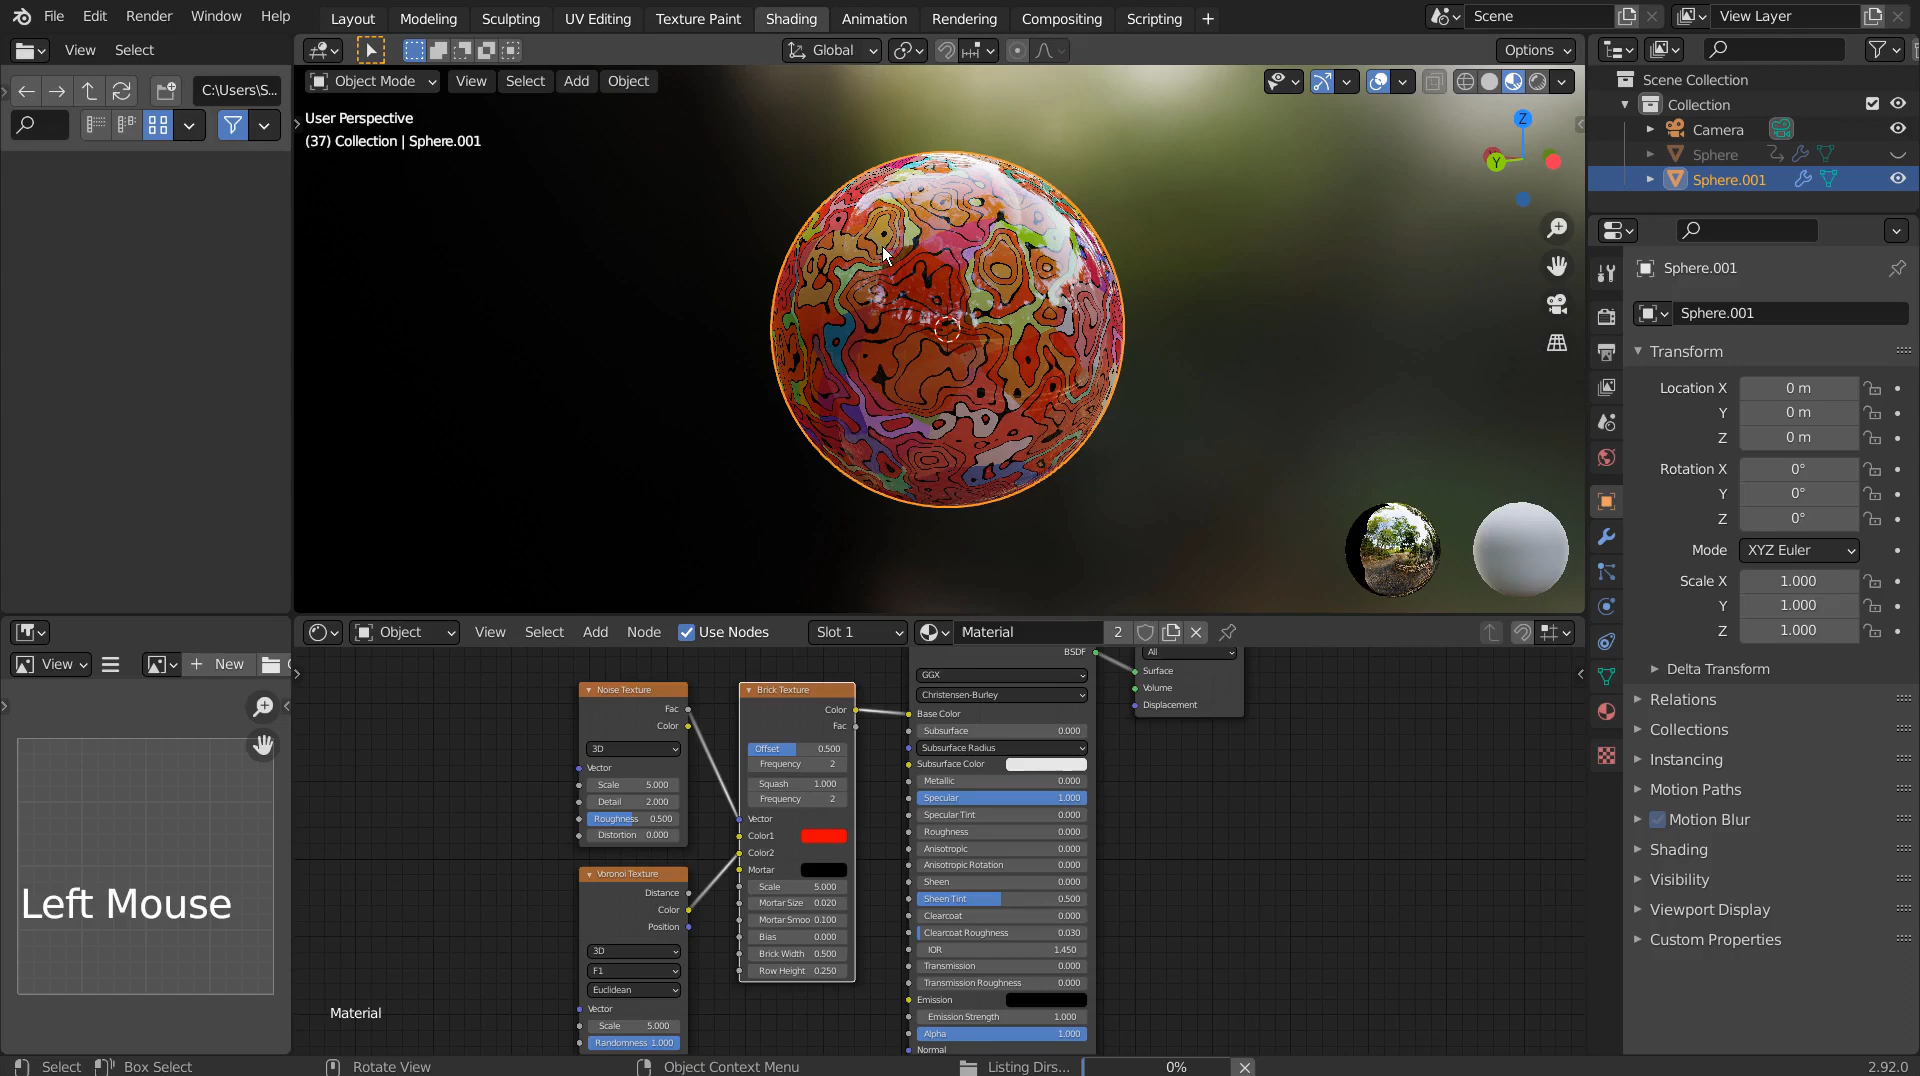 File Edit Render Window Help Layout Modeling Sculpting UV Editing Texture Paint Shading Animation Rendering Compositing Scripting + Scene View Layer
View Select Global Options
C:\Users\S...
Object Mode View Select Add Object
User Perspective
(37) Collection | Sphere.001
Z
Y
Scene Collection
Collection
Camera
Sphere
Sphere.001
Sphere.001
Sphere.001
Transform
Location X 0 m
Y 0 m
Z 0 m
Rotation X 0°
Y 0°
Z 0°
Mode XYZ Euler
Scale X 1.000
Y 1.000
Z 1.000
Delta Transform
Relations
Collections
Instancing
Motion Paths
Motion Blur
Shading
Visibility
Viewport Display
Custom Properties
View New
Left Mouse
Object View Select Add Node Use Nodes Slot 1 Material 2
Noise Texture
Fac
Color
3D
Vector
Scale 5.000
Detail 2.000
Roughness 0.500
Distortion 0.000
Voronoi Texture
Distance
Color
Position
3D
F1
Euclidean
Vector
Scale 5.000
Randomness 1.000
Brick Texture
Color
Fac
Offset 0.500
Frequency 2
Squash 1.000
Frequency 2
Vector
Color1
Color2
Mortar
Scale 5.000
Mortar Size 0.020
Mortar Smoo 0.100
Bias 0.000
Brick Width 0.500
Row Height 0.250
BSDF
GGX
Christensen-Burley
Base Color
Subsurface 0.000
Subsurface Radius
Subsurface Color
Metallic 0.000
Specular 1.000
Specular Tint 0.000
Roughness 0.000
Anisotropic 0.000
Anisotropic Rotation 0.000
Sheen 0.000
Sheen Tint 0.500
Clearcoat 0.000
Clearcoat Roughness 0.030
IOR 1.450
Transmission 0.000
Transmission Roughness 0.000
Emission
Emission Strength 1.000
Alpha 1.000
Normal
All
Surface
Volume
Displacement
Material
Select Box Select Rotate View Object Context Menu Listing Dirs... 0% 2.92.0